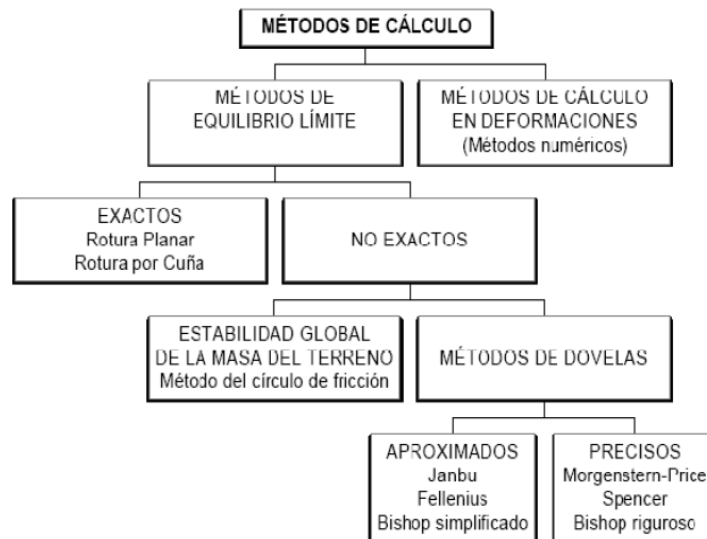 MÉTODOS DE CÁLCULO
MÉTODOS DE
EQUILIBRIO LÍMITE
MÉTODOS DE CÁLCULO
EN DEFORMACIONES
(Métodos numéricos)
EXACTOS
Rotura Planar
Rotura por Cuña
NO EXACTOS
ESTABILIDAD GLOBAL
DE LA MASA DEL TERRENO
Método del círculo de fricción
MÉTODOS DE DOVELAS
APROXIMADOS
Janbu
Fellenius
Bishop simplificado
PRECISOS
Morgenstern-Price
Spencer
Bishop riguroso